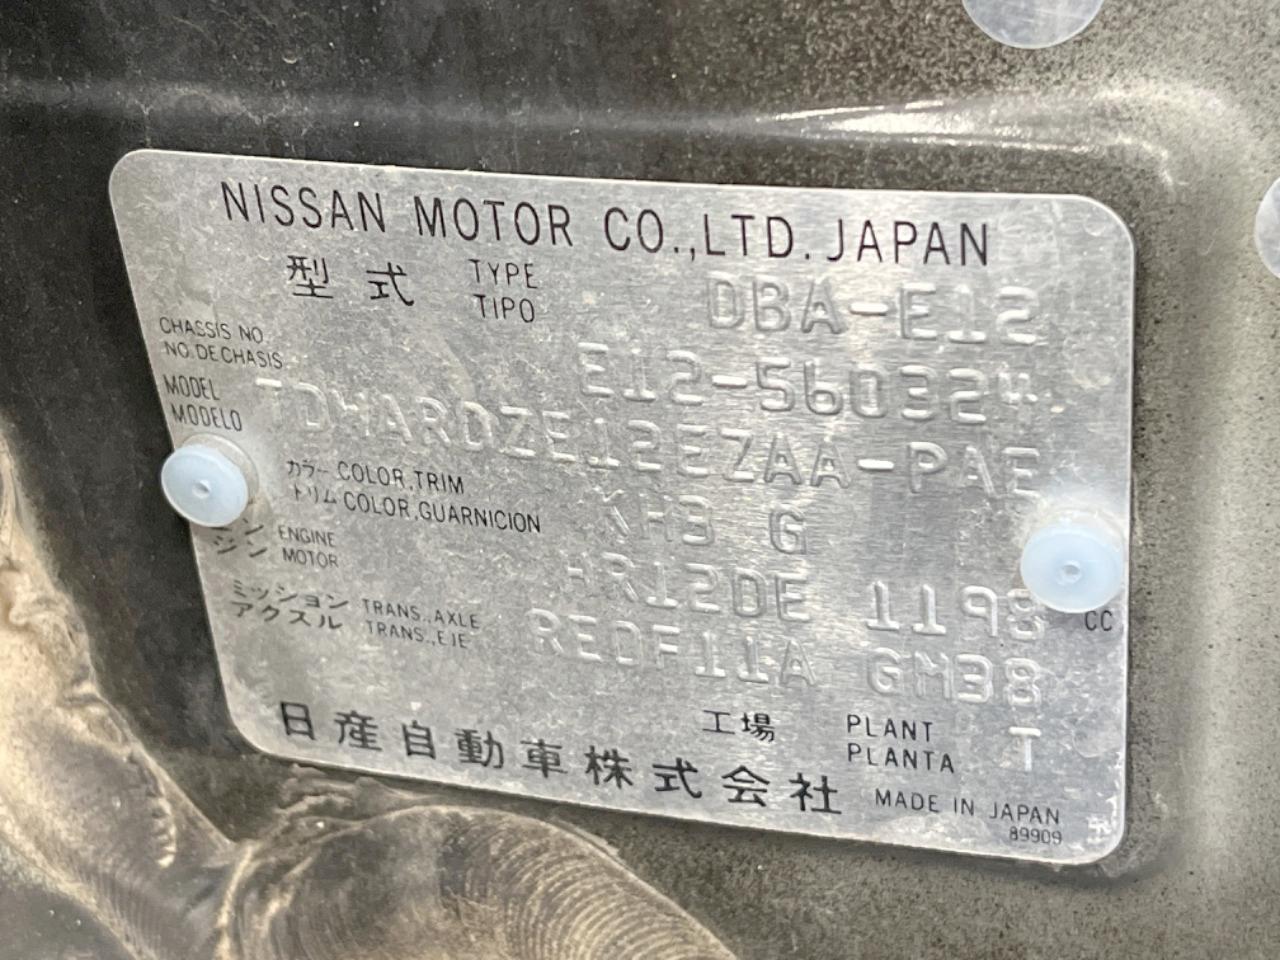 NISSAN MOTOR CO.,LTD. JAPAN
型式 TYPE DBA-E12
TIPO
CHASSIS NO. E12-560324
NO. DE CHASIS
MODEL TDHARDZE12EZAA-PAE
MODELO
カラー COLOR,TRIM KH3 G
トリム COLOR,GUARNICION
ENGINE HR12DE 1198 CC
ジン MOTOR
ミッション TRANS.,AXLE RE0F11A GM38
アクスル TRANS.,EJE
工場 PLANT T
PLANTA
日産自動車株式会社 MADE IN JAPAN
89909